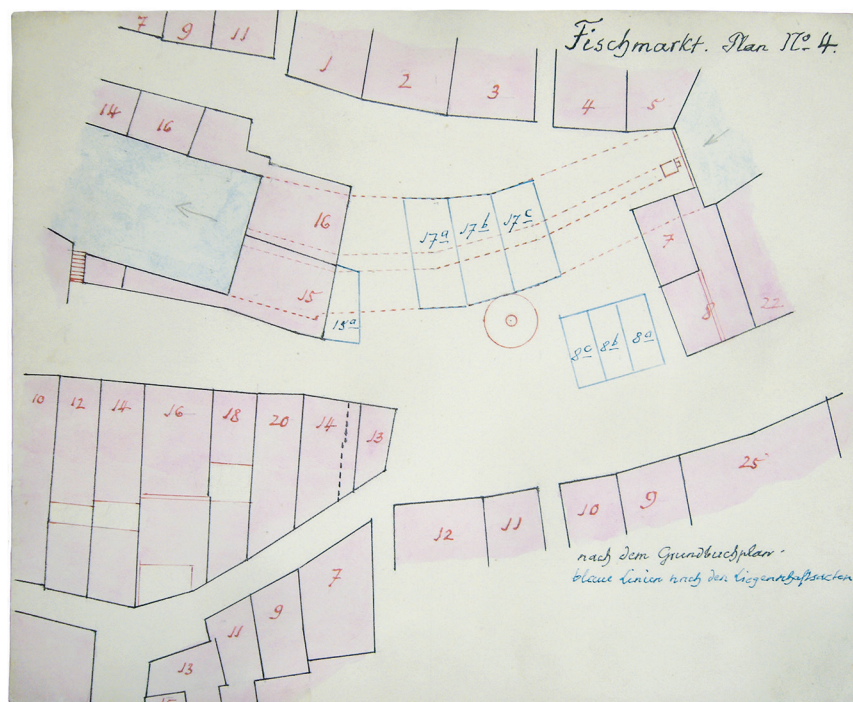 Fischmarkt. Plan No 4.
7 9 11
1 2 3 4 5
14 16
16
17a 17b 17c
7
15
15a
8 22
8c 8b 8a
10 12 14 16 18 20 14 13
25
12 11 10 9
nach dem Grundbuchplan.
blaue Linien nach den Liegenschaftsacten
7
9
11
13